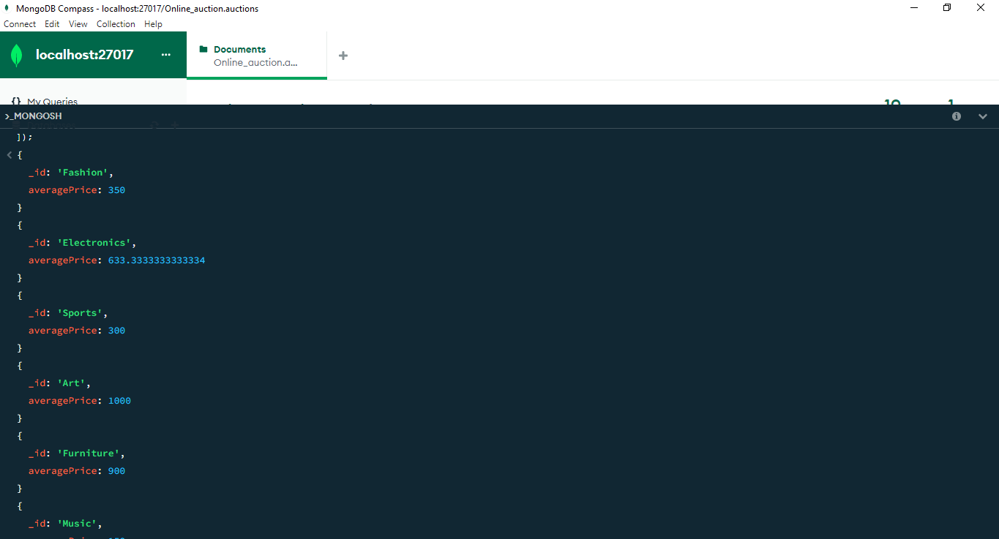 MongoDB Compass - localhost:27017/Online_auction.auctions
Connect Edit View Collection Help
localhost:27017 ...
Documents
Online_auction.a...
{} My Queries
>_MONGOSH
]);
{
_id: 'Fashion',
averagePrice: 350
}
{
_id: 'Electronics',
averagePrice: 633.3333333333334
}
{
_id: 'Sports',
averagePrice: 300
}
{
_id: 'Art',
averagePrice: 1000
}
{
_id: 'Furniture',
averagePrice: 900
}
{
_id: 'Music',